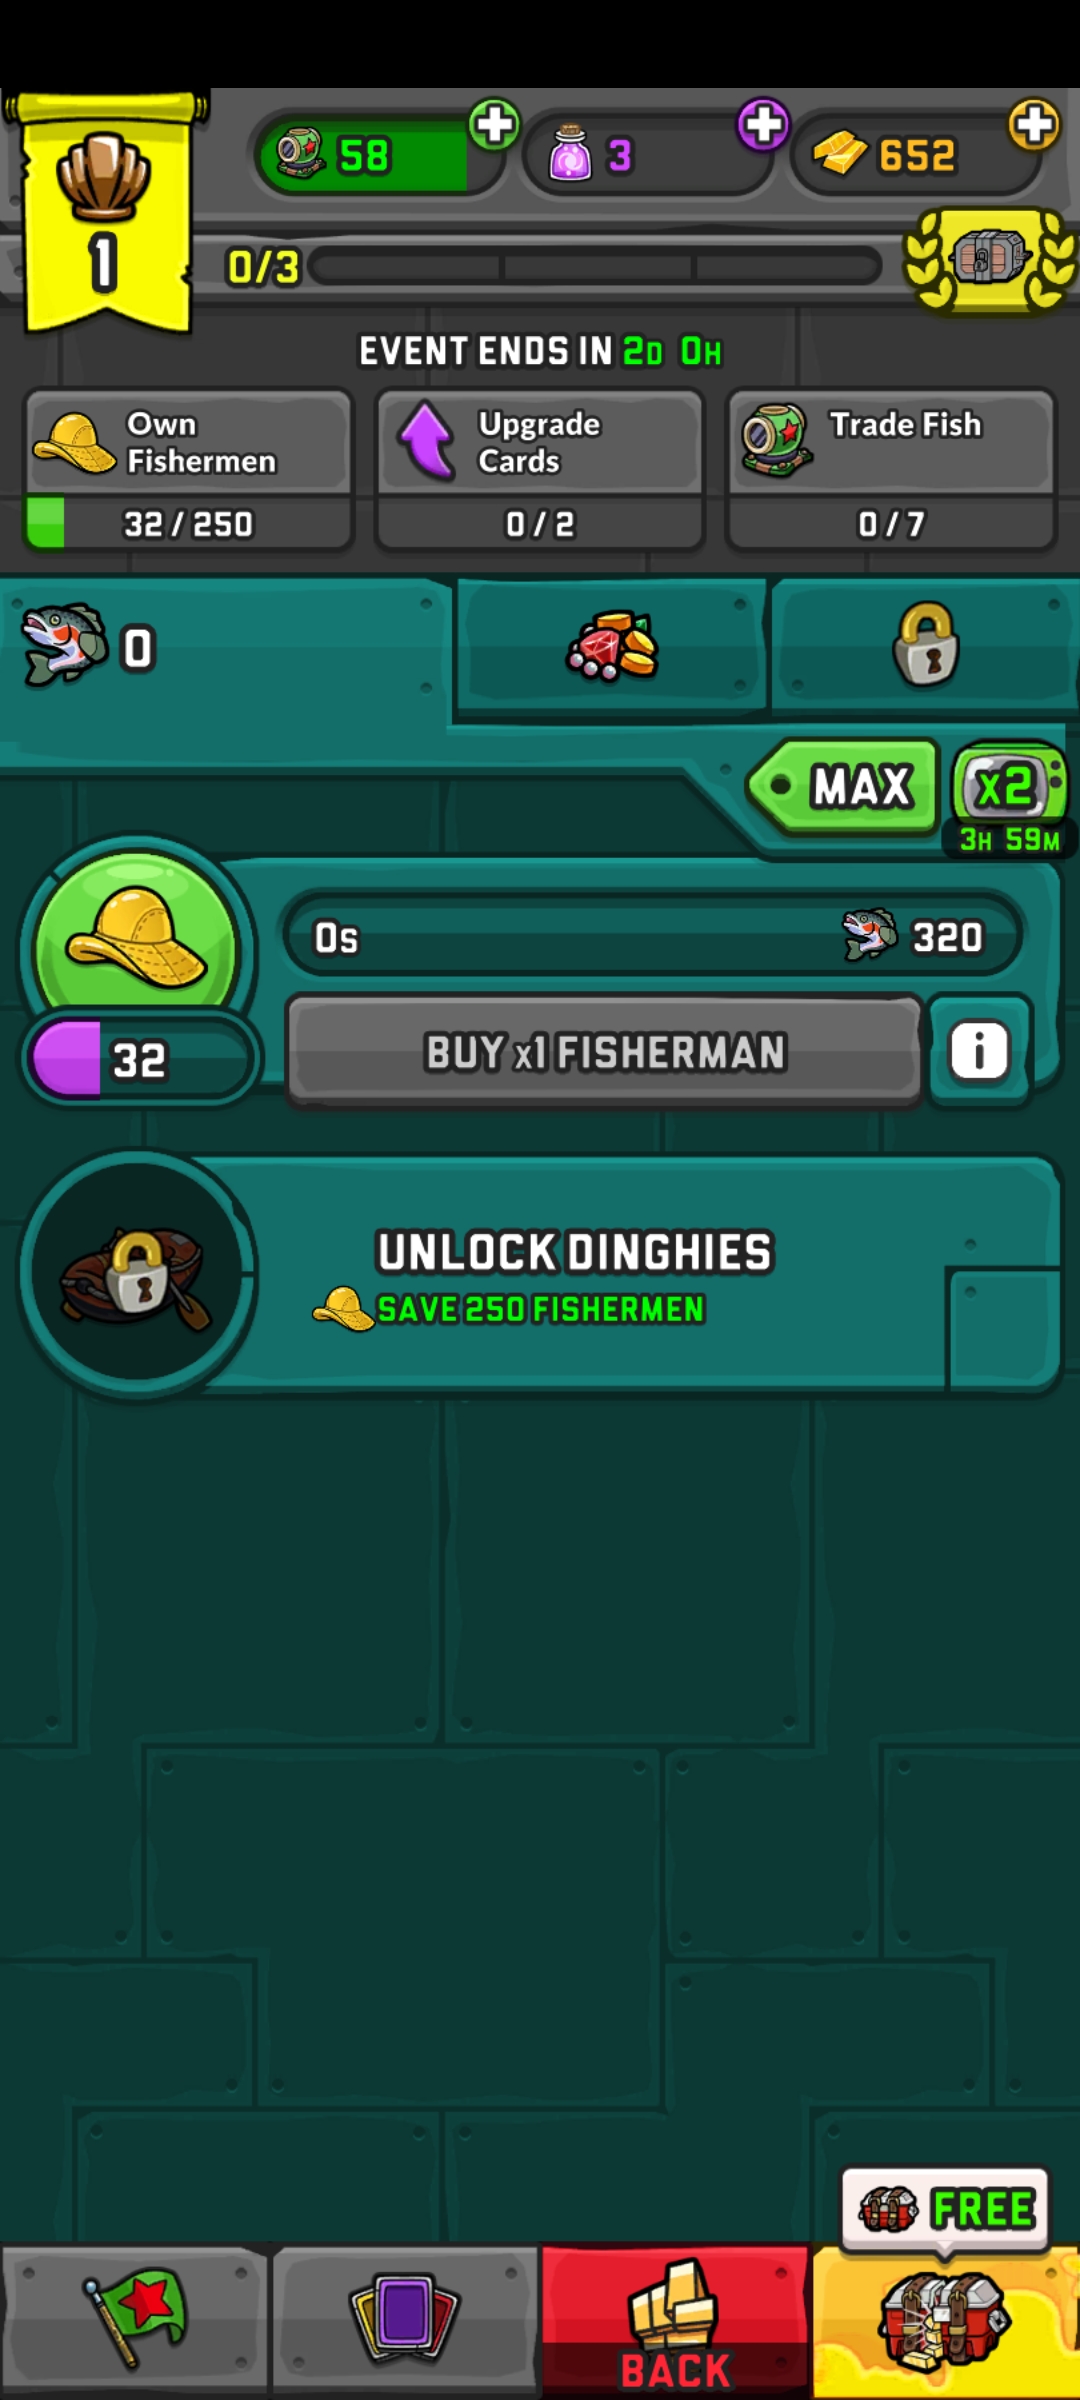 58
3
652
1
0/3
EVENT ENDS IN 2D 0H
Own
Fishermen
32 / 250
Upgrade
Cards
0 / 2
Trade Fish
0 / 7
0
MAX
x2
3H 59M
0s
320
32
BUY x1 FISHERMAN
i
UNLOCK DINGHIES
SAVE 250 FISHERMEN
FREE
BACK